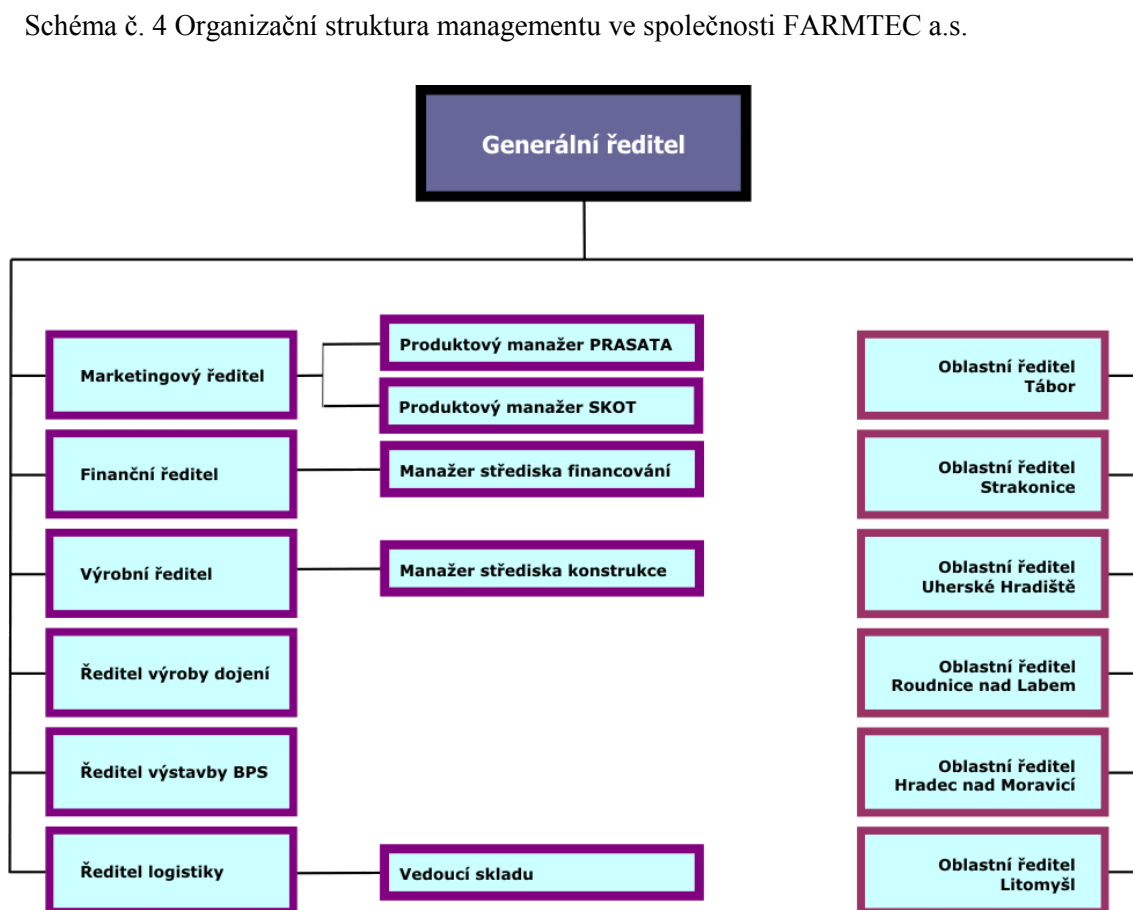 Schéma č. 4 Organizační struktura managementu ve společnosti FARMTEC a.s.
Generální ředitel
Marketingový ředitel
Produktový manažer PRASATA
Produktový manažer SKOT
Finanční ředitel
Manažer střediska financování
Výrobní ředitel
Manažer střediska konstrukce
Ředitel výroby dojení
Ředitel výstavby BPS
Ředitel logistiky
Vedoucí skladu
Oblastní ředitel
Tábor
Oblastní ředitel
Strakonice
Oblastní ředitel
Uherské Hradiště
Oblastní ředitel
Roudnice nad Labem
Oblastní ředitel
Hradec nad Moravicí
Oblastní ředitel
Litomyšl